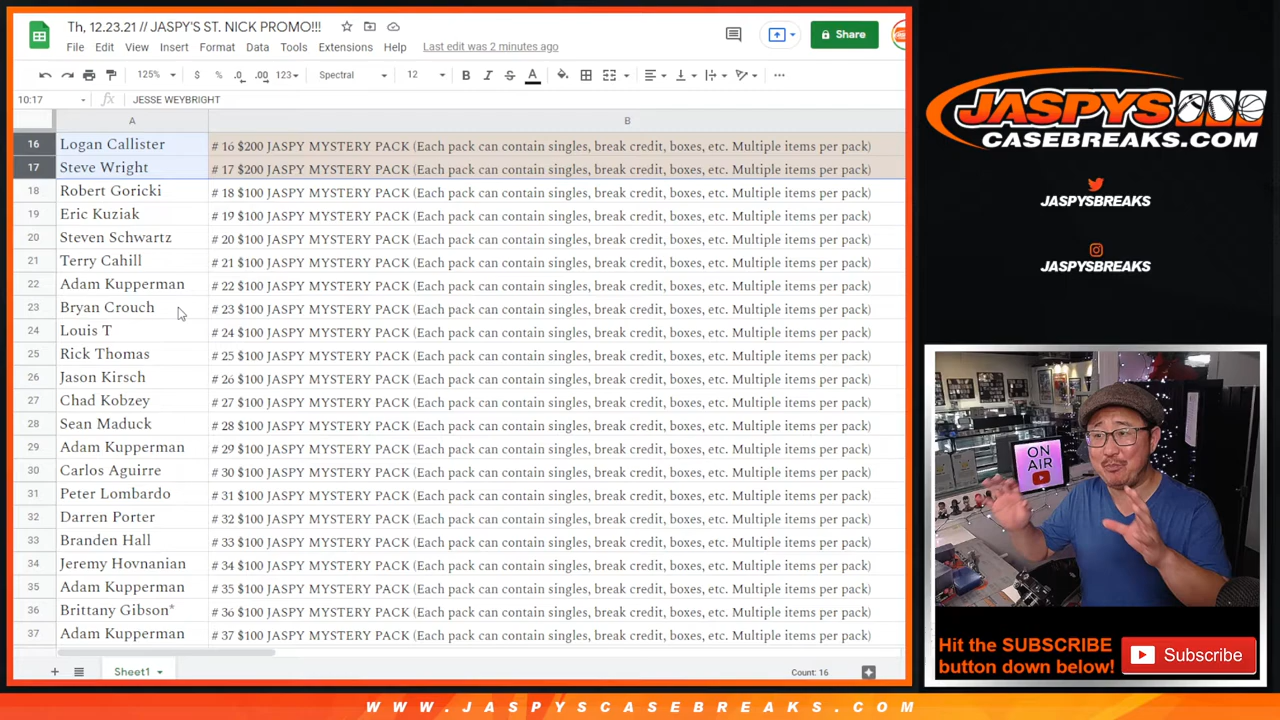 Th, 12.23.21 // JASPY'S ST. NICK PROMO!!!
File Edit View Insert Format Data Tools Extensions Help Last edit was 2 minutes ago
Share
125% $ % .0 .00 123 Spectral 12 B I S A
10:17 fx JESSE WEYBRIGHT
A B
16 Logan Callister # 16 $200 JASPY MYSTERY PACK (Each pack can contain singles, break credit, boxes, etc. Multiple items per pack)
17 Steve Wright # 17 $200 JASPY MYSTERY PACK (Each pack can contain singles, break credit, boxes, etc. Multiple items per pack)
18 Robert Goricki # 18 $100 JASPY MYSTERY PACK (Each pack can contain singles, break credit, boxes, etc. Multiple items per pack)
19 Eric Kuziak # 19 $100 JASPY MYSTERY PACK (Each pack can contain singles, break credit, boxes, etc. Multiple items per pack)
20 Steven Schwartz # 20 $100 JASPY MYSTERY PACK (Each pack can contain singles, break credit, boxes, etc. Multiple items per pack)
21 Terry Cahill # 21 $100 JASPY MYSTERY PACK (Each pack can contain singles, break credit, boxes, etc. Multiple items per pack)
22 Adam Kupperman # 22 $100 JASPY MYSTERY PACK (Each pack can contain singles, break credit, boxes, etc. Multiple items per pack)
23 Bryan Crouch # 23 $100 JASPY MYSTERY PACK (Each pack can contain singles, break credit, boxes, etc. Multiple items per pack)
24 Louis T # 24 $100 JASPY MYSTERY PACK (Each pack can contain singles, break credit, boxes, etc. Multiple items per pack)
25 Rick Thomas # 25 $100 JASPY MYSTERY PACK (Each pack can contain singles, break credit, boxes, etc. Multiple items per pack)
26 Jason Kirsch # 26 $100 JASPY MYSTERY PACK (Each pack can contain singles, break credit, boxes, etc. Multiple items per pack)
27 Chad Kobzey # 27 $100 JASPY MYSTERY PACK (Each pack can contain singles, break credit, boxes, etc. Multiple items per pack)
28 Sean Maduck # 28 $100 JASPY MYSTERY PACK (Each pack can contain singles, break credit, boxes, etc. Multiple items per pack)
29 Adam Kupperman # 29 $100 JASPY MYSTERY PACK (Each pack can contain singles, break credit, boxes, etc. Multiple items per pack)
30 Carlos Aguirre # 30 $100 JASPY MYSTERY PACK (Each pack can contain singles, break credit, boxes, etc. Multiple items per pack)
31 Peter Lombardo # 31 $100 JASPY MYSTERY PACK (Each pack can contain singles, break credit, boxes, etc. Multiple items per pack)
32 Darren Porter # 32 $100 JASPY MYSTERY PACK (Each pack can contain singles, break credit, boxes, etc. Multiple items per pack)
33 Branden Hall # 33 $100 JASPY MYSTERY PACK (Each pack can contain singles, break credit, boxes, etc. Multiple items per pack)
34 Jeremy Hovnanian # 34 $100 JASPY MYSTERY PACK (Each pack can contain singles, break credit, boxes, etc. Multiple items per pack)
35 Adam Kupperman # 35 $100 JASPY MYSTERY PACK (Each pack can contain singles, break credit, boxes, etc. Multiple items per pack)
36 Brittany Gibson* # 36 $100 JASPY MYSTERY PACK (Each pack can contain singles, break credit, boxes, etc. Multiple items per pack)
37 Adam Kupperman # 37 $100 JASPY MYSTERY PACK (Each pack can contain singles, break credit, boxes, etc. Multiple items per pack)
Sheet1 Count: 16
JASPYS
CASEBREAKS.COM
JASPYSBREAKS
JASPYSBREAKS
ON
AIR
Hit the SUBSCRIBE
button down below!
Subscribe
WWW.JASPYSCASEBREAKS.COM